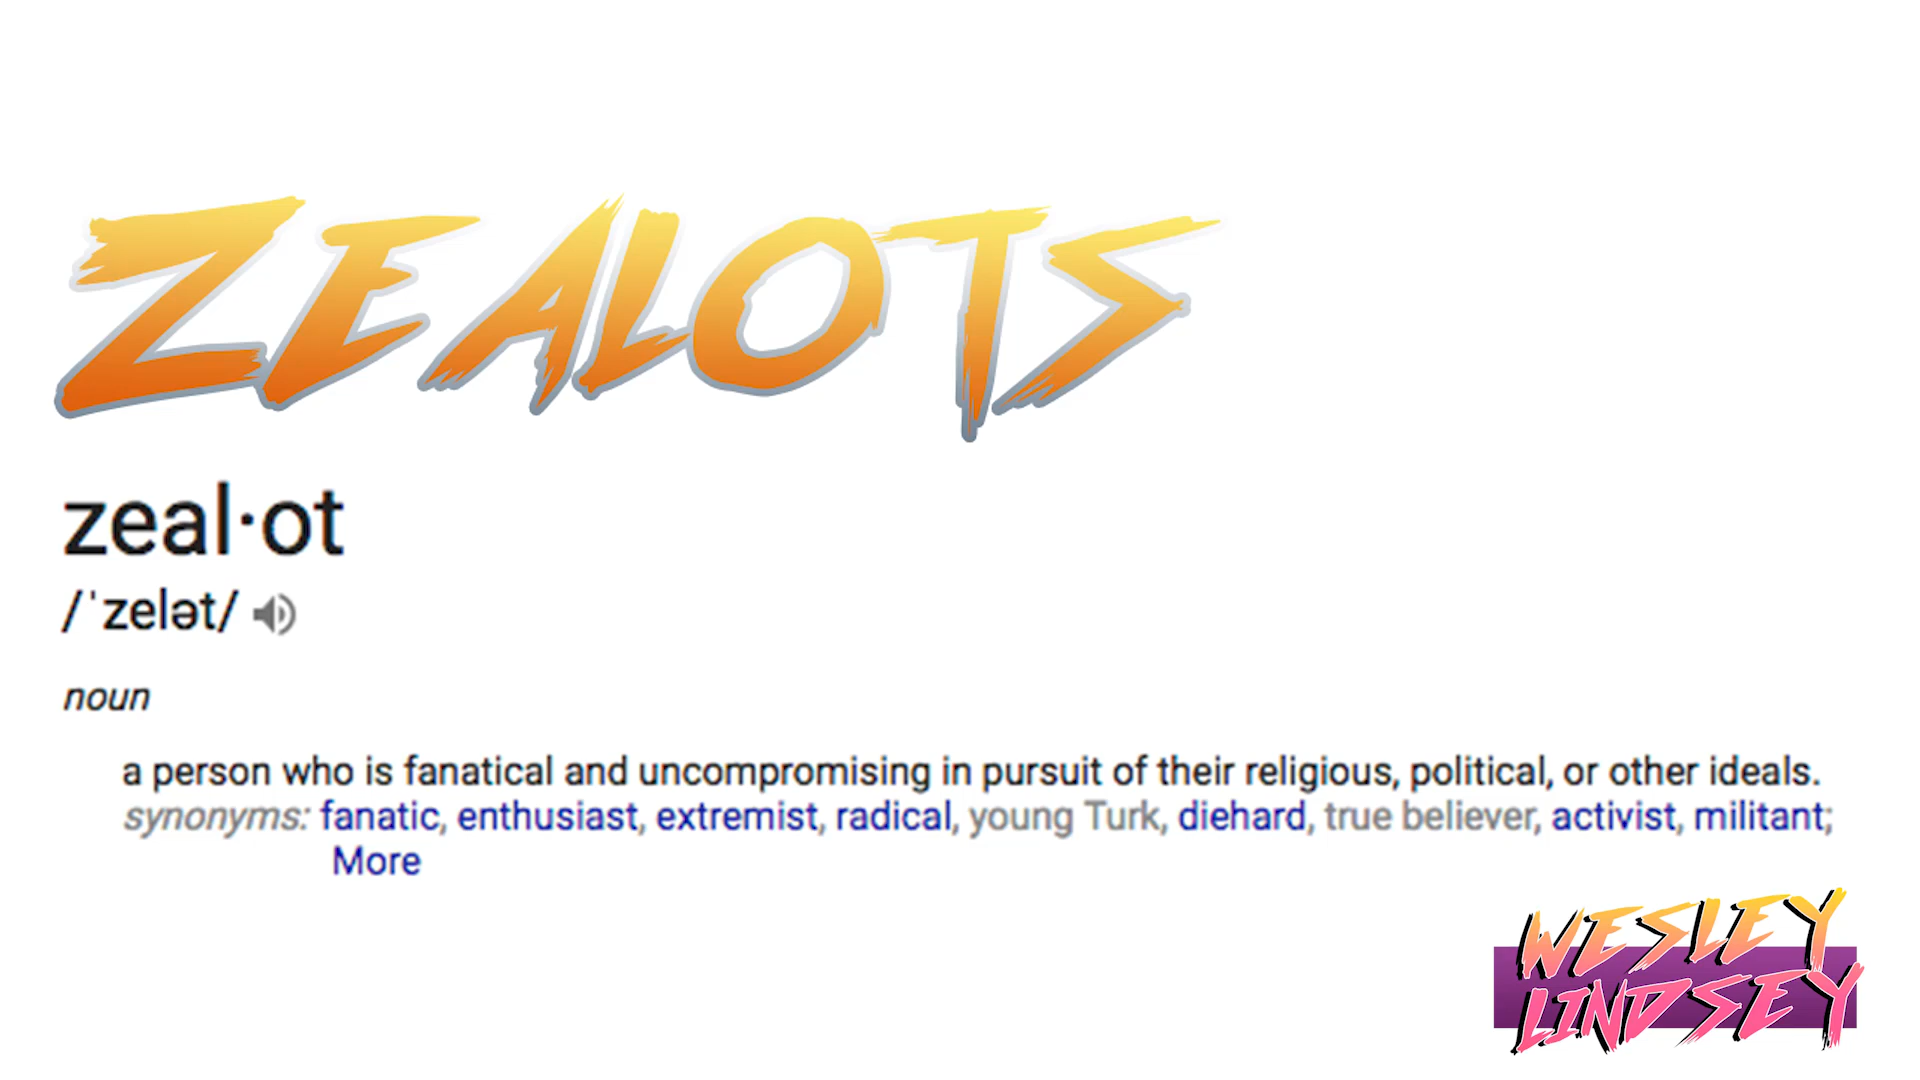 ZEALOTS
zeal·ot
/ˈzelət/
noun
a person who is fanatical and uncompromising in pursuit of their religious, political, or other ideals.
synonyms: fanatic, enthusiast, extremist, radical, young Turk, diehard, true believer, activist, militant;
More
WESLEY
LINDSEY